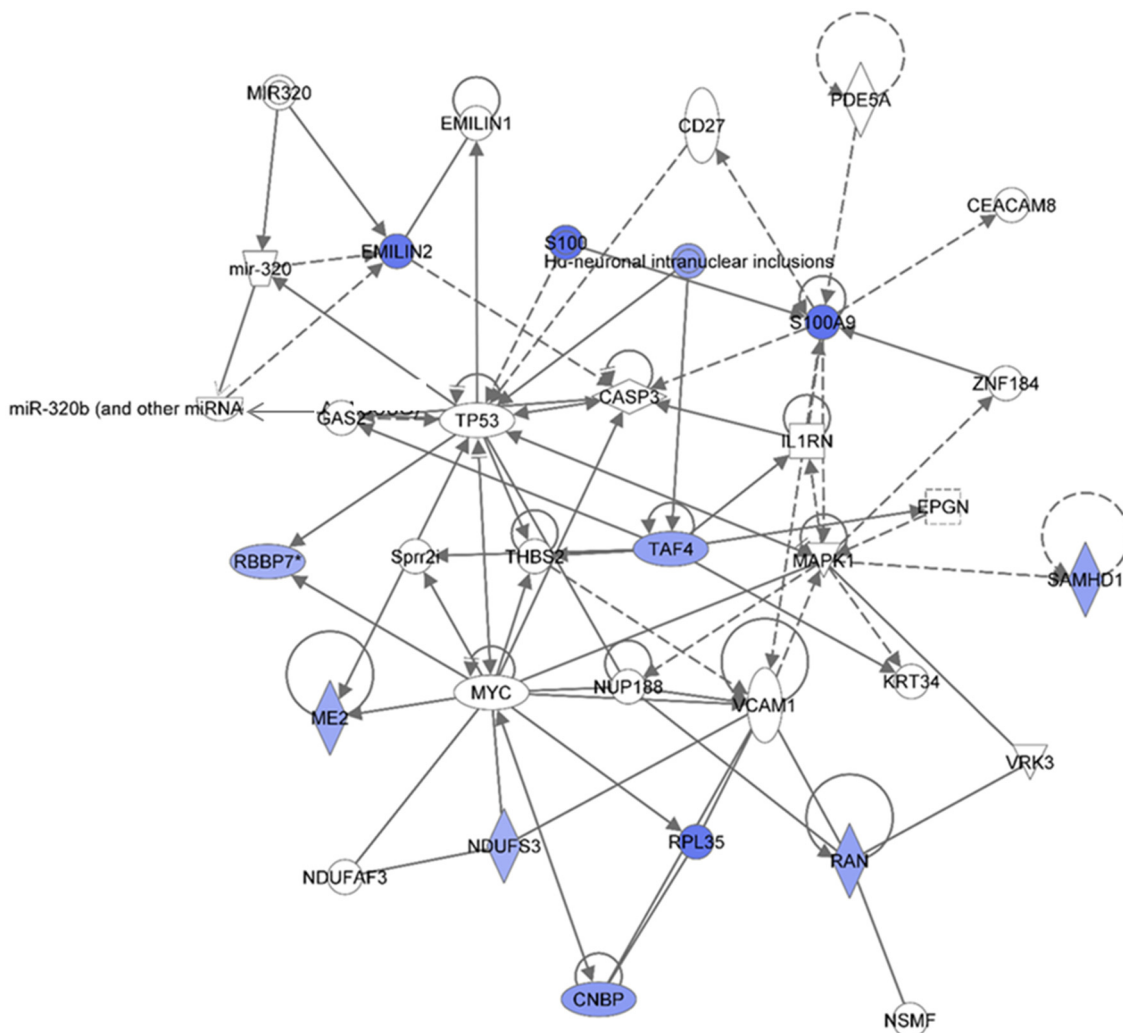 PDE5A
MIR320
EMILIN1
CD27
CEACAM8
EMILIN2
S100
Hd-neuronal intranuclear inclusions
mir-320
S100A9
ZNF184
CASP3
miR-320b (and other miRNA
GAS2
TP53
IL1RN
EPGN
RBBP7*
Sprr2i
THBS2
TAF4
MAPK1
SAMHD1
MYC
NUP188
KRT34
VCAM1
ME2
VRK3
NDUFS3
RPL35
RAN
NDUFAF3
CNBP
NSMF